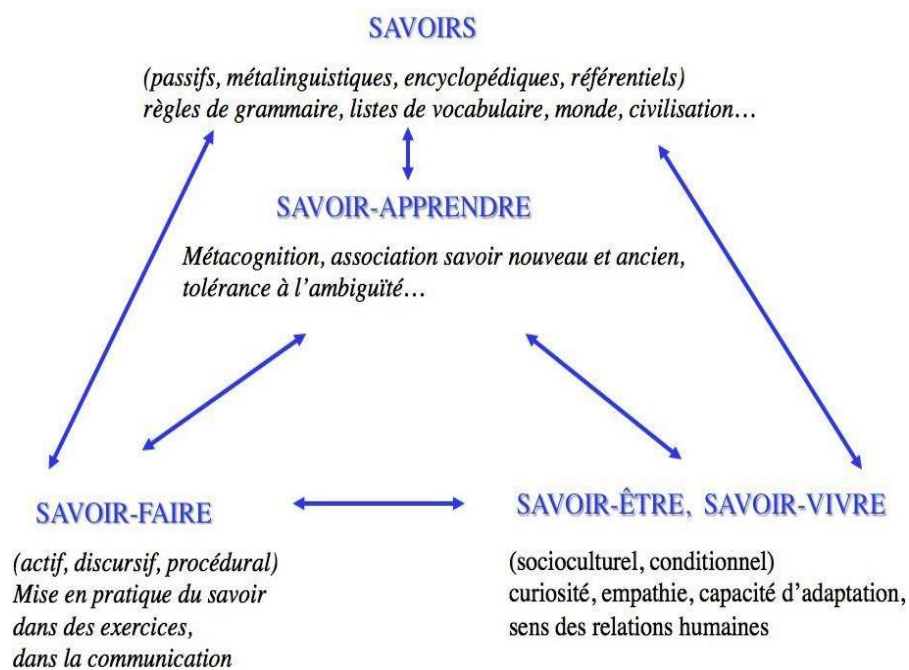 SAVOIRS
(passifs, métalinguistiques, encyclopédiques, référentiels)
règles de grammaire, listes de vocabulaire, monde, civilisation…
SAVOIR-APPRENDRE
Métacognition, association savoir nouveau et ancien,
tolérance à l’ambiguïté…
SAVOIR-FAIRE
(actif, discursif, procédural)
Mise en pratique du savoir
dans des exercices,
dans la communication
SAVOIR-ÊTRE, SAVOIR-VIVRE
(socioculturel, conditionnel)
curiosité, empathie, capacité d’adaptation,
sens des relations humaines